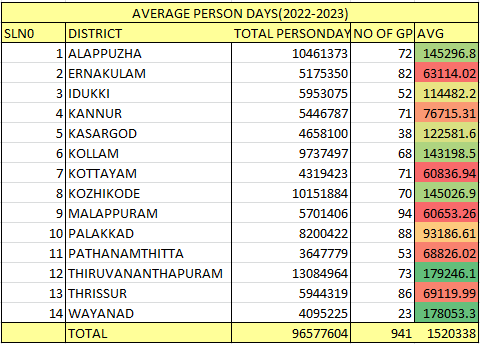 AVERAGE PERSON DAYS(2022-2023)
SLN0 DISTRICT TOTAL PERSONDAY NO OF GP AVG
1 ALAPPUZHA 10461373 72 145296.8
2 ERNAKULAM 5175350 82 63114.02
3 IDUKKI 5953075 52 114482.2
4 KANNUR 5446787 71 76715.31
5 KASARGOD 4658100 38 122581.6
6 KOLLAM 9737497 68 143198.5
7 KOTTAYAM 4319423 71 60836.94
8 KOZHIKODE 10151884 70 145026.9
9 MALAPPURAM 5701406 94 60653.26
10 PALAKKAD 8200422 88 93186.61
11 PATHANAMTHITTA 3647779 53 68826.02
12 THIRUVANANTHAPURAM 13084964 73 179246.1
13 THRISSUR 5944319 86 69119.99
14 WAYANAD 4095225 23 178053.3
TOTAL 96577604 941 1520338